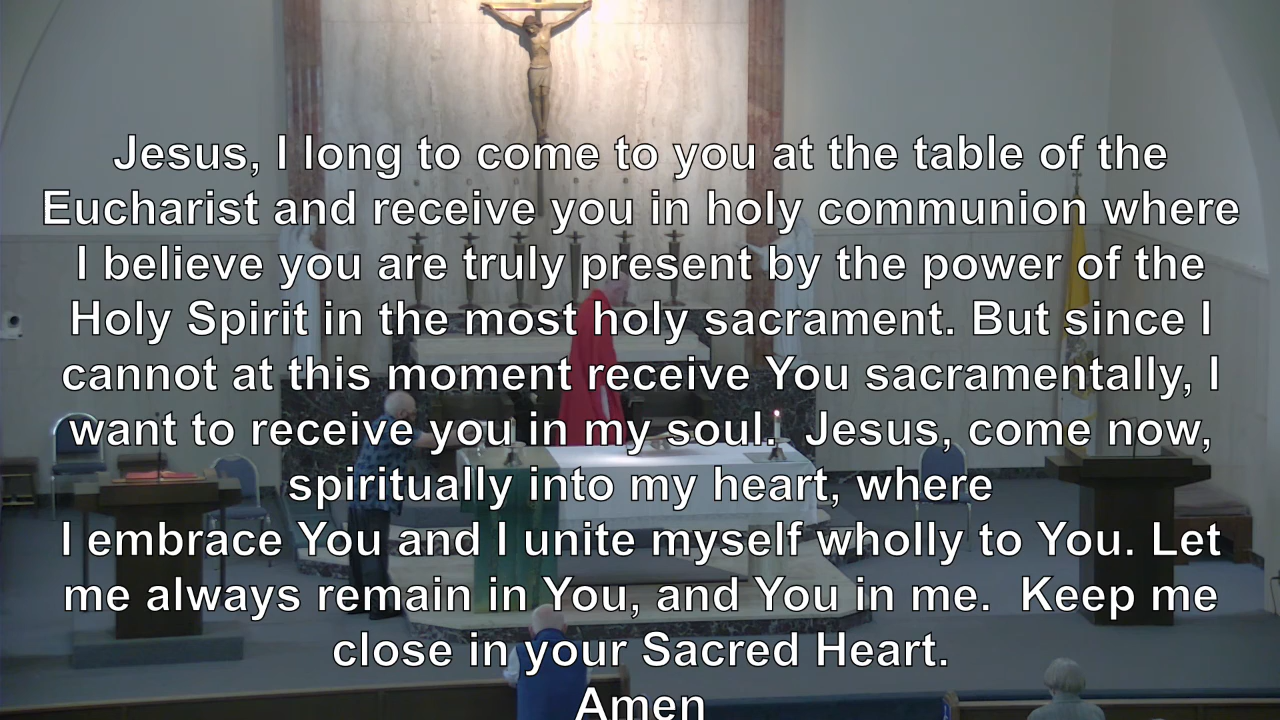 Jesus, I long to come to you at the table of the
Eucharist and receive you in holy communion where
I believe you are truly present by the power of the
Holy Spirit in the most holy sacrament. But since I
cannot at this moment receive You sacramentally, I
want to receive you in my soul.  Jesus, come now,
spiritually into my heart, where
I embrace You and I unite myself wholly to You. Let
me always remain in You, and You in me.  Keep me
close in your Sacred Heart.
Amen